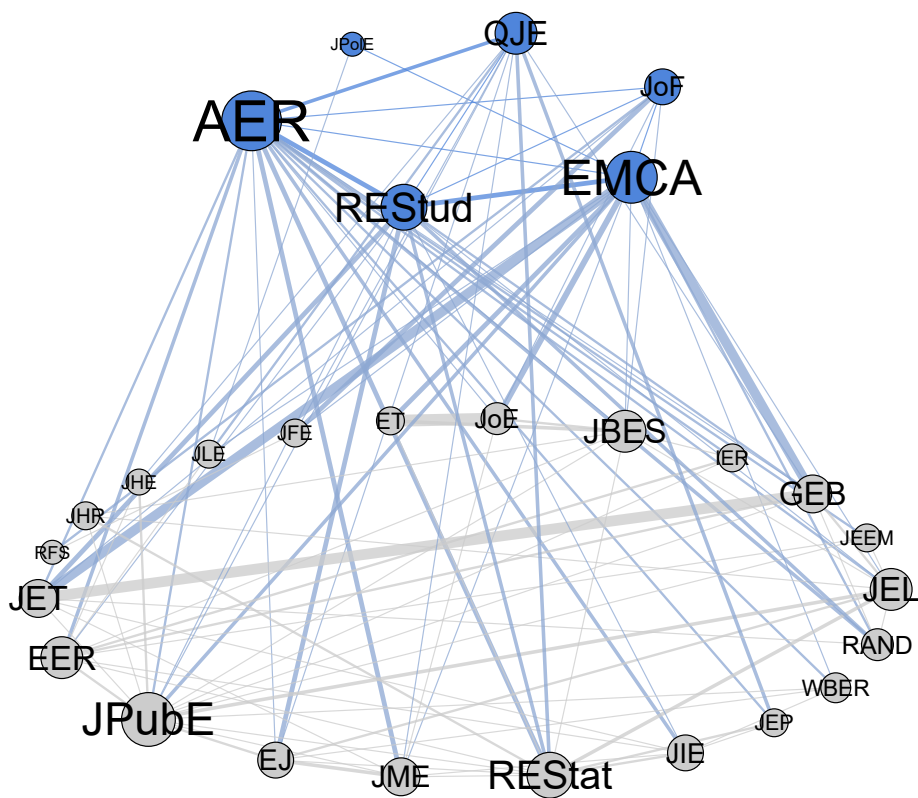 QJE
JPolE
JoF
AER
EMCA
REStud
ET
JoE
JBES
JFE
JLE
IER
JHE
GEB
JHR
JEEM
RFS
JET
JEL
EER
RAND
WBER
JPubE
JEP
EJ
JIE
JME
REStat